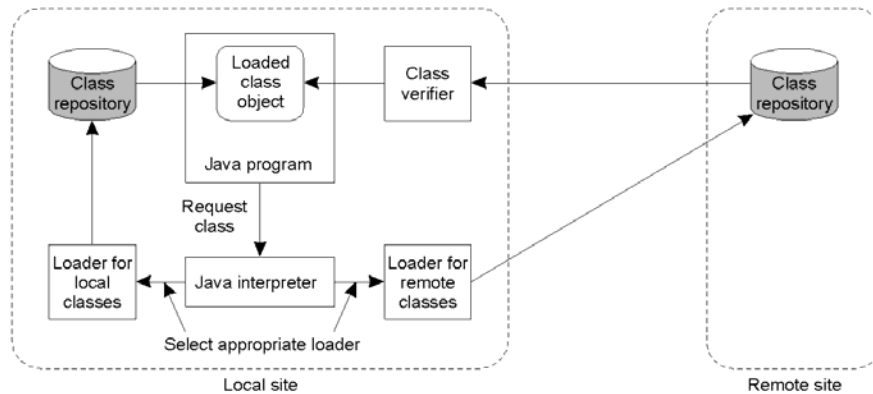 Class
repository
Loaded
class
object
Class
verifier
Class
repository
Java program
Request
class
Loader for
local
classes
Java interpreter
Loader for
remote
classes
Select appropriate loader
Local site
Remote site